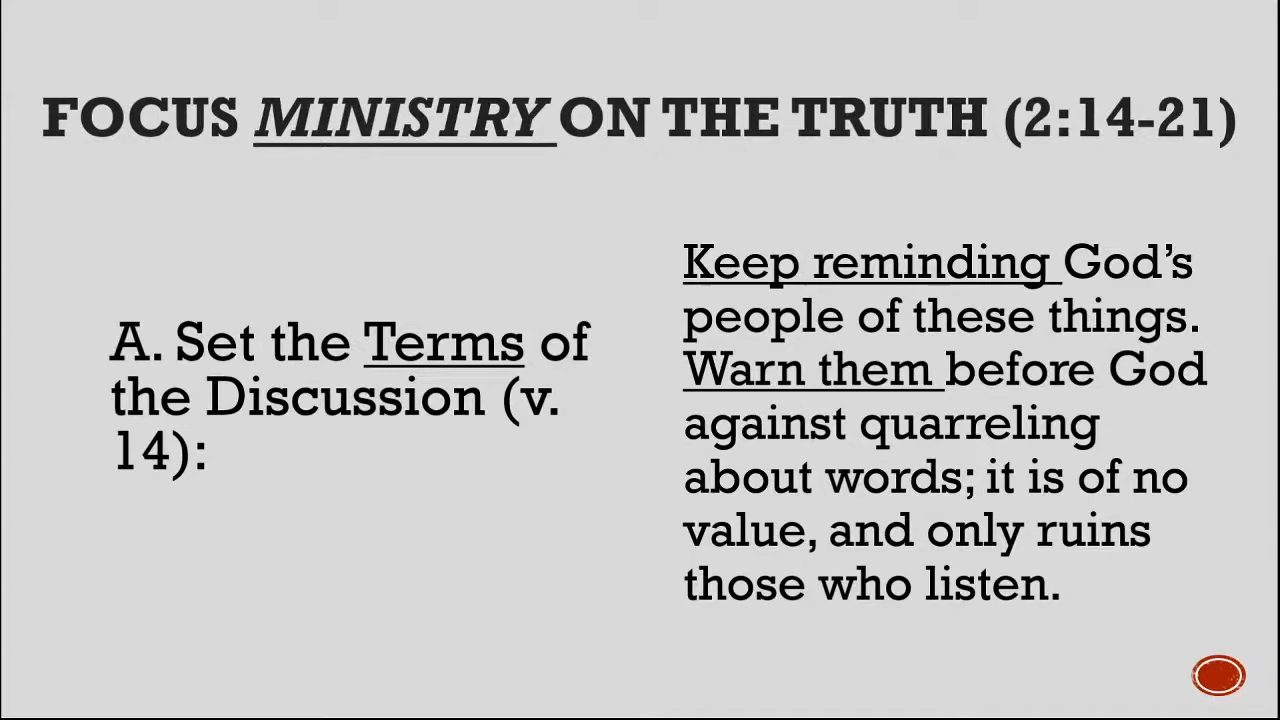 FOCUS MINISTRY ON THE TRUTH (2:14-21)
A. Set the Terms of
the Discussion (v.
14):
Keep reminding God’s
people of these things.
Warn them before God
against quarreling
about words; it is of no
value, and only ruins
those who listen.